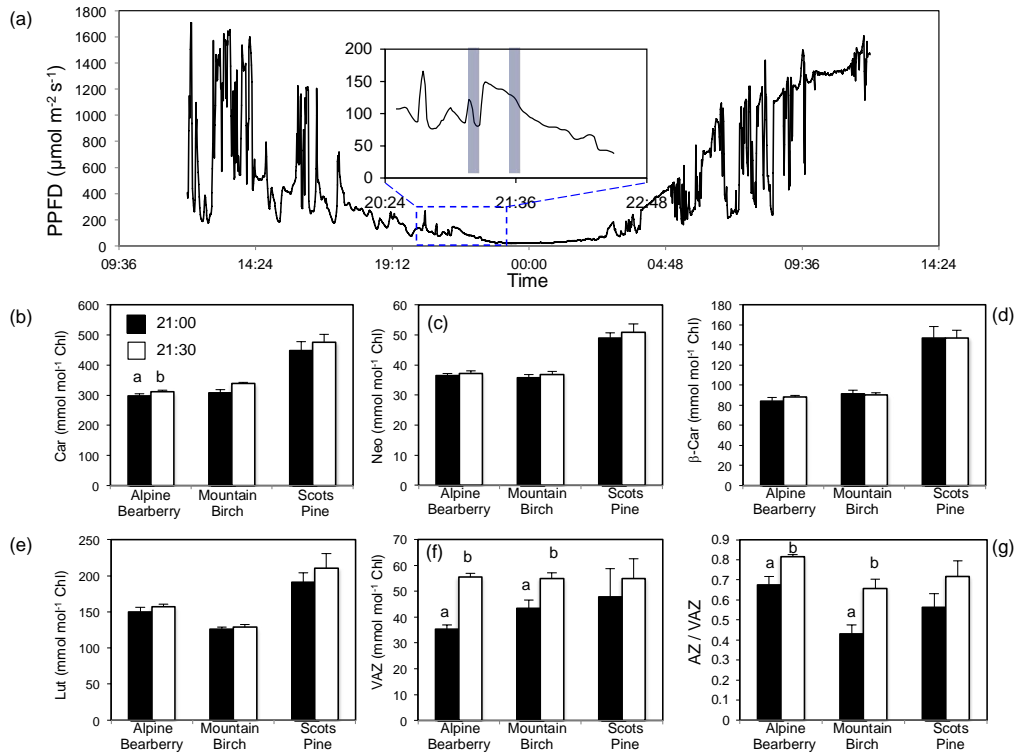 (a)
PPFD (µmol m-2 s-1)
1800
1600
1400
1200
1000
800
600
400
200
0
200
150
100
50
0
20:24
21:36
22:48
09:36
14:24
19:12
00:00
04:48
09:36
14:24
Time
(b)
Car (mmol mol-1 Chl)
600
500
400
300
200
100
0
21:00
21:30
a b
Alpine Bearberry
Mountain Birch
Scots Pine
(c)
Neo (mmol mol-1 Chl)
60
50
40
30
20
10
0
Alpine Bearberry
Mountain Birch
Scots Pine
(d)
β-Car (mmol mol-1 Chl)
180
160
140
120
100
80
60
40
20
0
Alpine Bearberry
Mountain Birch
Scots Pine
(e)
Lut (mmol mol-1 Chl)
250
200
150
100
50
0
Alpine Bearberry
Mountain Birch
Scots Pine
(f)
VAZ (mmol mol-1 Chl)
70
60
50
40
30
20
10
0
a b
a b
Alpine Bearberry
Mountain Birch
Scots Pine
(g)
AZ / VAZ
0.9
0.8
0.7
0.6
0.5
0.4
0.3
0.2
0.1
0
a b
a b
Alpine Bearberry
Mountain Birch
Scots Pine